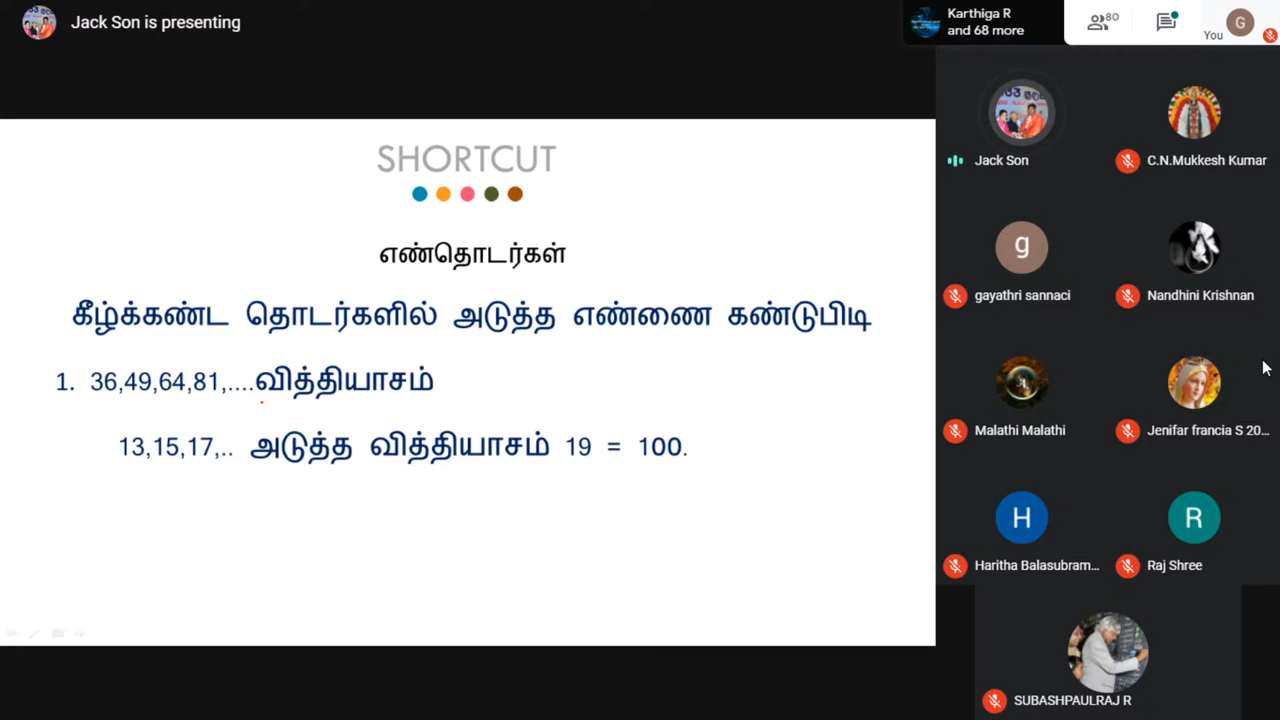 Jack Son is presenting
Karthiga R
and 68 more
80
You
G
SHORTCUT
எண்தொடர்கள்
கீழ்க்கண்ட தொடர்களில் அடுத்த எண்ணை கண்டுபிடி
1. 36,49,64,81,....வித்தியாசம்
13,15,17,.. அடுத்த வித்தியாசம் 19 = 100.
Jack Son
C.N.Mukkesh Kumar
g
gayathri sannaci
Nandhini Krishnan
Malathi Malathi
Jenifar francia S 20...
H
R
Haritha Balasubram...
Raj Shree
SUBASHPAULRAJ R